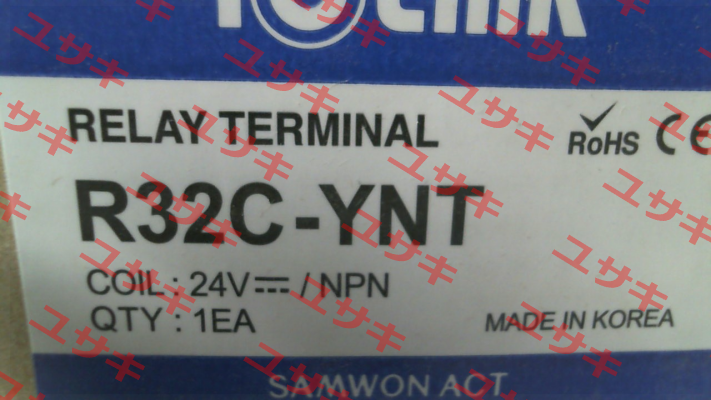 RELAY TERMINAL
RoHS CE
R32C-YNT
COIL : 24V⎓ / NPN
QTY : 1EA
MADE IN KOREA
SAMWON ACT
ユサキ